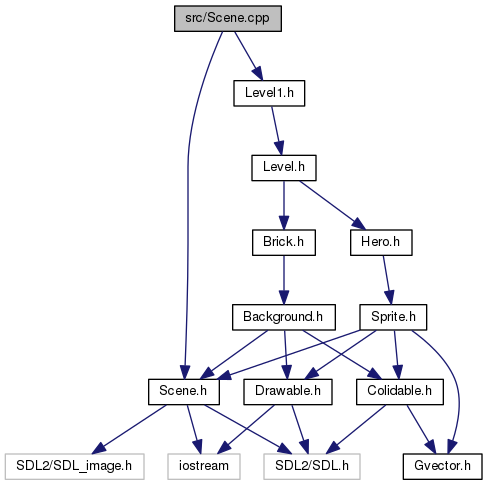 src/Scene.cpp
Level1.h
Level.h
Brick.h
Hero.h
Background.h
Sprite.h
Scene.h
Drawable.h
Colidable.h
SDL2/SDL_image.h
iostream
SDL2/SDL.h
Gvector.h